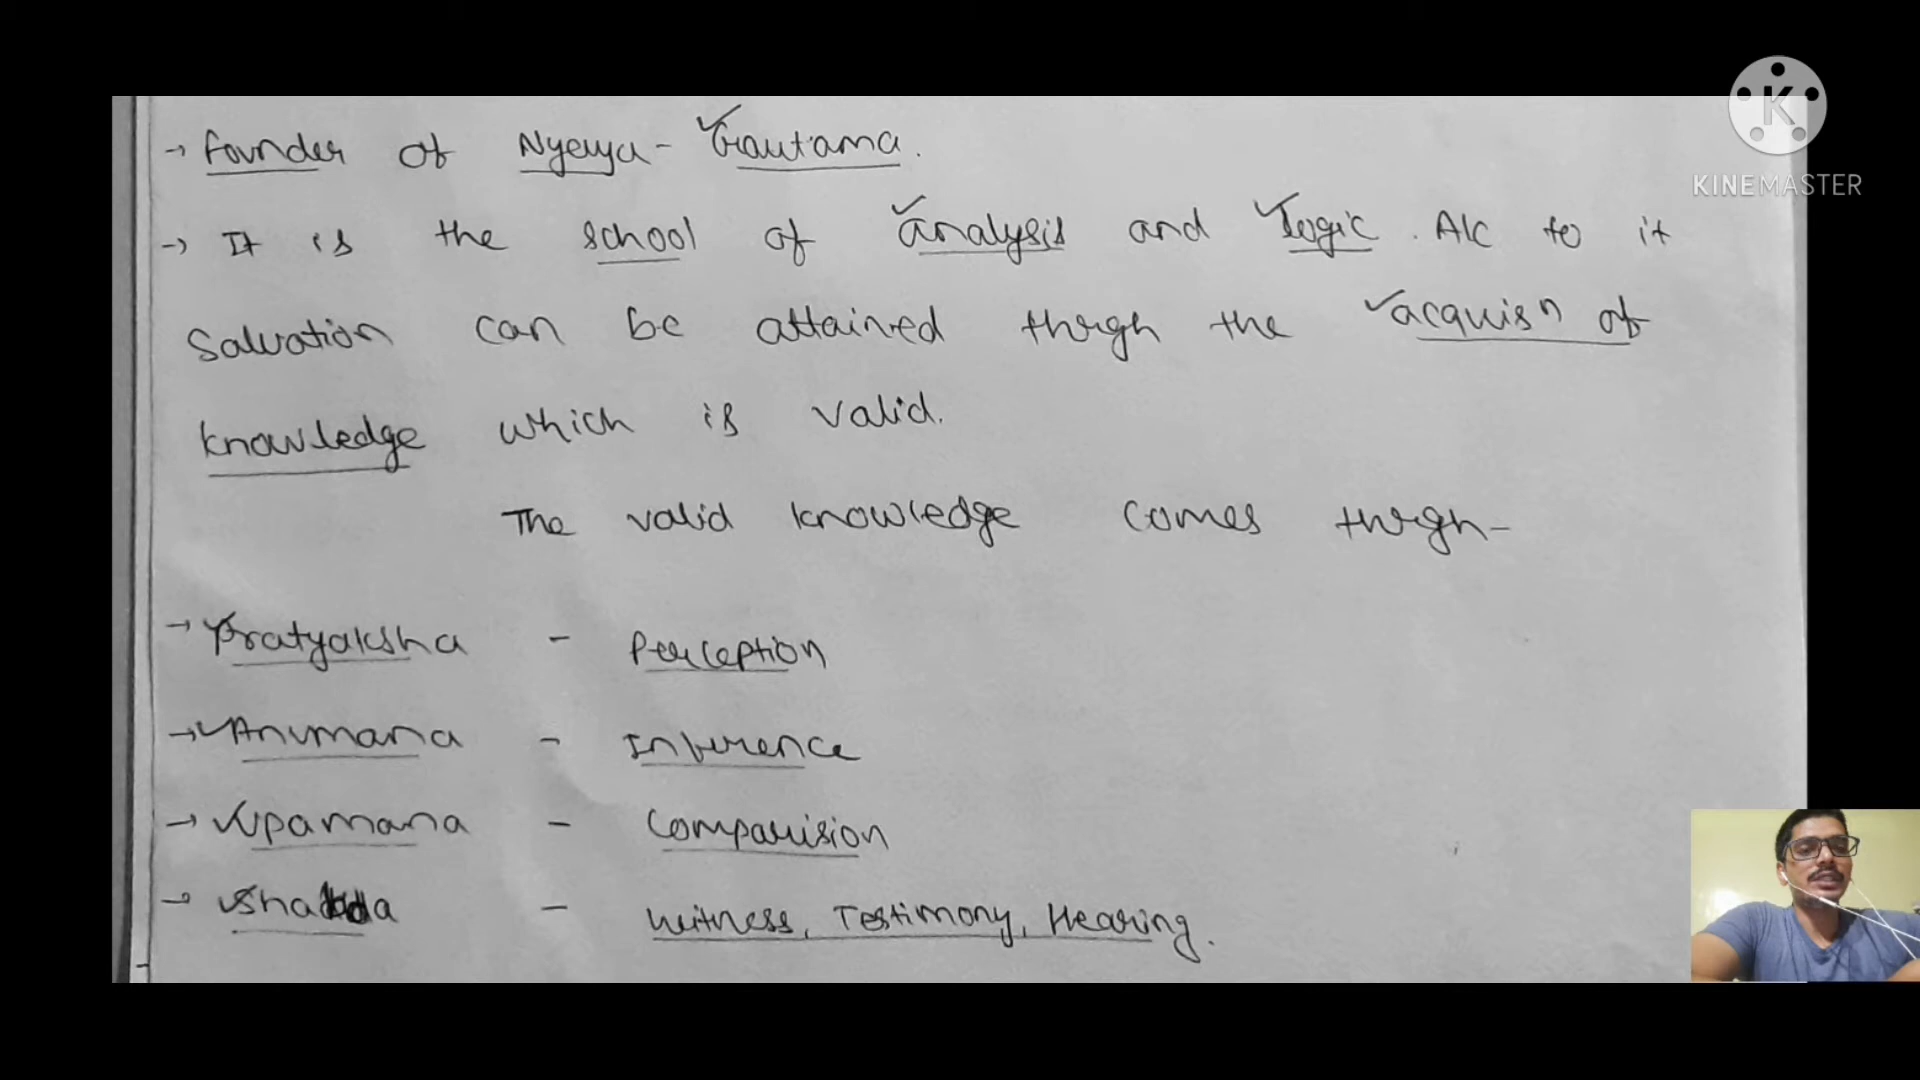 → Founder of Nyaya - Gautama.
→ It is the school of analysis and logic. A/c to it
Salvation can be attained thrgh the acquisn of
knowledge which is valid.
The valid knowledge comes thrgh-
→ Pratyaksha - Perception
→ Anumana - Inference
→ Upamana - Comparision
→ Shabda - Witness, Testimony, Hearing.
K
KINEMASTER